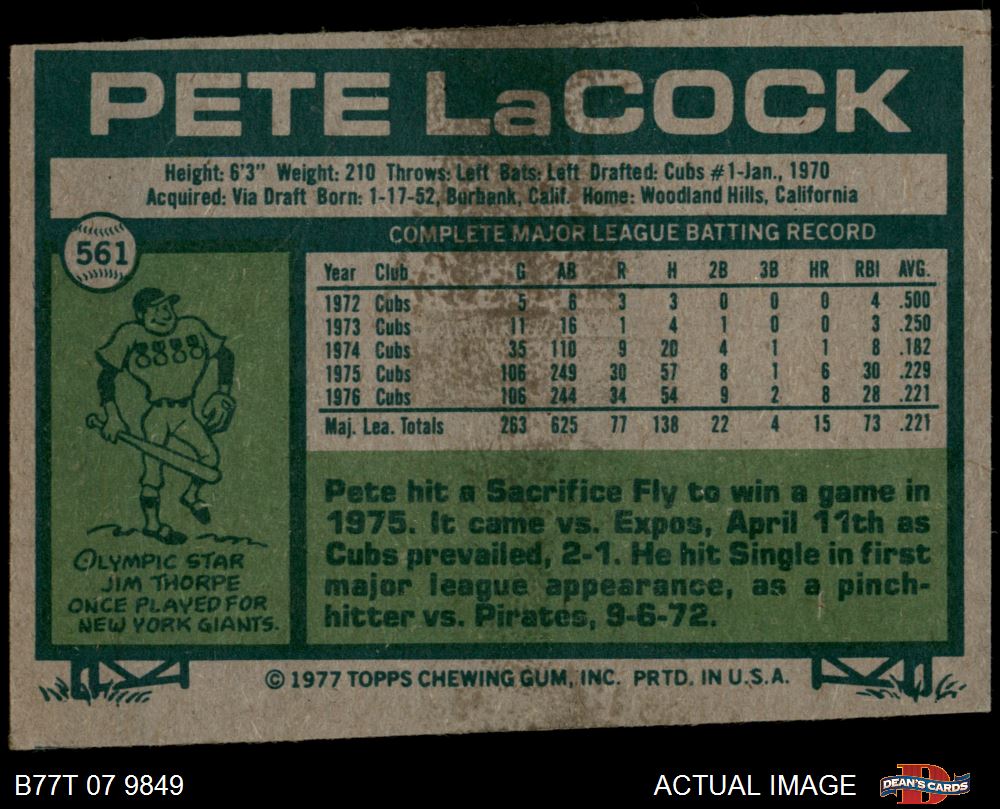 PETE LaCOCK
Height: 6'3" Weight: 210 Throws: Left Bats: Left Drafted: Cubs #1-Jan., 1970
Acquired: Via Draft Born: 1-17-52, Burbank, Calif. Home: Woodland Hills, California
561
COMPLETE MAJOR LEAGUE BATTING RECORD
Year Club G AB R H 2B 3B HR RBI AVG.
1972 Cubs 5 6 3 3 0 0 0 4 .500
1973 Cubs 11 16 1 4 1 0 0 3 .250
1974 Cubs 35 110 9 20 4 1 1 8 .182
1975 Cubs 106 249 30 57 8 1 6 30 .229
1976 Cubs 106 244 34 54 9 2 8 28 .221
Maj. Lea. Totals 263 625 77 138 22 4 15 73 .221
OLYMPIC STAR
JIM THORPE
ONCE PLAYED FOR
NEW YORK GIANTS.
Pete hit a Sacrifice Fly to win a game in
1975. It came vs. Expos, April 11th as
Cubs prevailed, 2-1. He hit Single in first
major league appearance, as a pinch-
hitter vs. Pirates, 9-6-72.
© 1977 TOPPS CHEWING GUM, INC. PRTD. IN U.S.A.
B77T 07 9849
ACTUAL IMAGE
DEAN'S CARDS